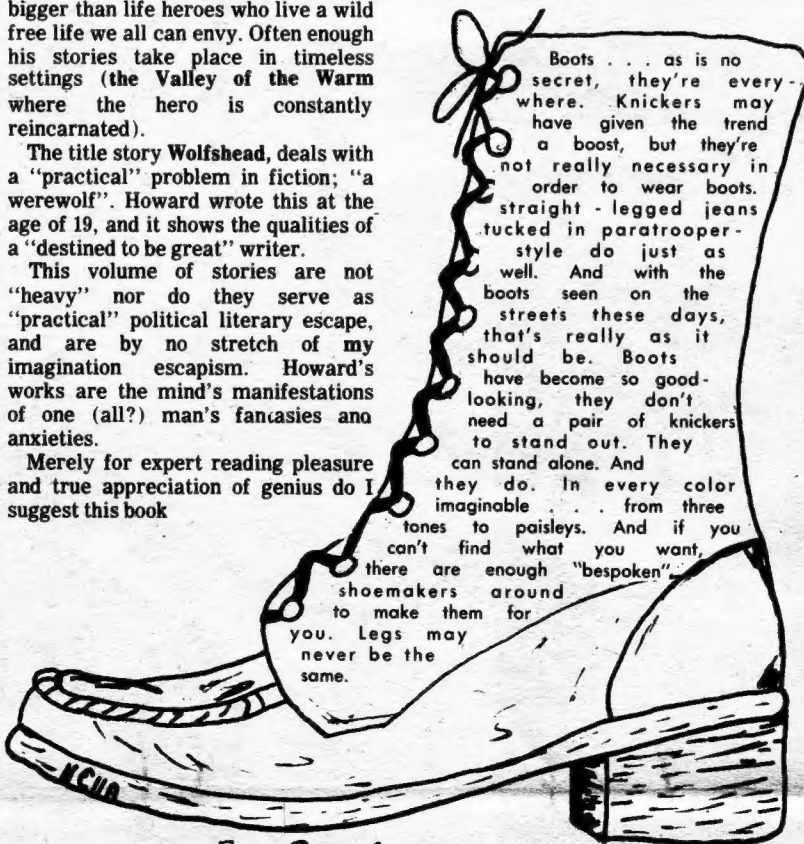 bigger than life heroes who live a wild
free life we all can envy. Often enough
his stories take place in timeless
settings (the Valley of the Warm
where the hero is constantly
reincarnated).
The title story Wolfshead, deals with
a "practical" problem in fiction; "a
werewolf". Howard wrote this at the
age of 19, and it shows the qualities of
a "destined to be great" writer.
This volume of stories are not
"heavy" nor do they serve as
"practical" political literary escape,
and are by no stretch of my
imagination escapism. Howard's
works are the mind's manifestations
of one (all?) man's fantasies and
anxieties.
Merely for expert reading pleasure
and true appreciation of genius do I
suggest this book
Boots . . . as is no
secret, they're every-
where. Knickers may
have given the trend
a boost, but they're
not really necessary in
order to wear boots.
straight - legged jeans
tucked in paratrooper-
style do just as
well. And with the
boots seen on the
streets these days,
that's really as it
should be. Boots
have become so good-
looking, they don't
need a pair of knickers
to stand out. They
can stand alone. And
they do. In every color
imaginable . . . from three
tones to paisleys. And if you
can't find what you want,
there are enough "bespoken"
shoemakers around
to make them for
you. Legs may
never be the
same.